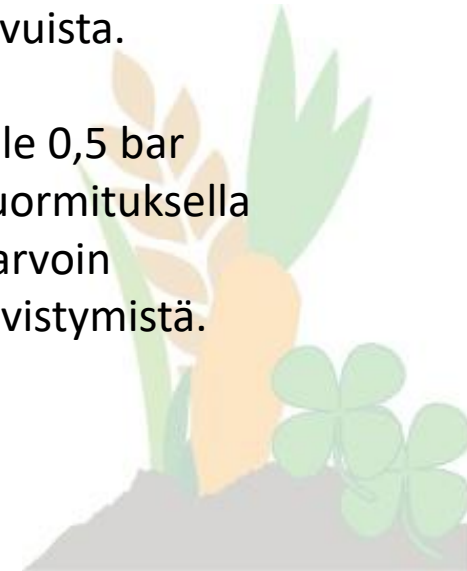 vuista.
le 0,5 bar
uormituksella
arvoin
vistymistä.